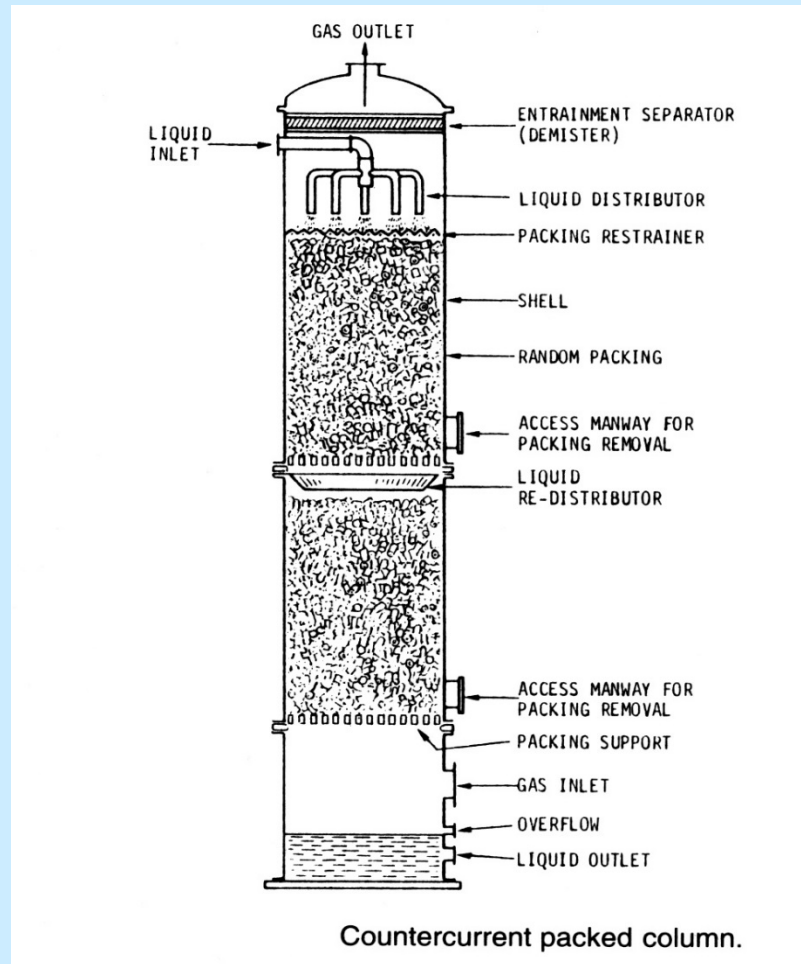 GAS OUTLET
ENTRAINMENT SEPARATOR
(DEMISTER)
LIQUID
INLET
LIQUID DISTRIBUTOR
PACKING RESTRAINER
SHELL
RANDOM PACKING
ACCESS MANWAY FOR
PACKING REMOVAL
LIQUID
RE-DISTRIBUTOR
ACCESS MANWAY FOR
PACKING REMOVAL
PACKING SUPPORT
GAS INLET
OVERFLOW
LIQUID OUTLET
Countercurrent packed column.